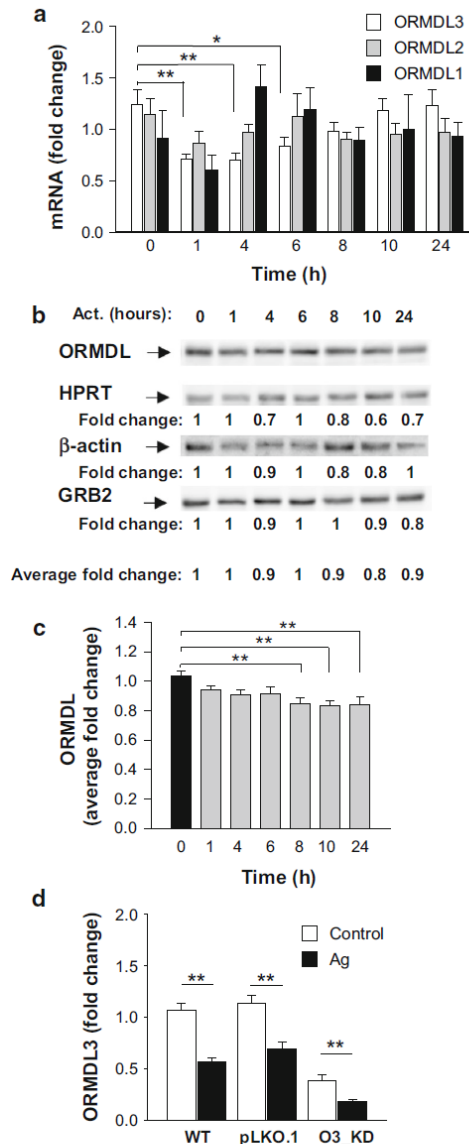 a
ORMDL3
ORMDL2
ORMDL1
*
**
**
mRNA (fold change)
2.0
1.5
1.0
0.5
0.0
0 1 4 6 8 10 24
Time (h)
b
Act. (hours): 0 1 4 6 8 10 24
ORMDL
HPRT
Fold change: 1 1 0.7 1 0.8 0.6 0.7
β-actin
Fold change: 1 1 0.9 1 0.8 0.8 1
GRB2
Fold change: 1 1 0.9 1 1 0.9 0.8
Average fold change: 1 1 0.9 1 0.9 0.8 0.9
c
ORMDL
(average fold change)
1.4
1.2
1.0
0.8
0.6
0.4
0.2
0.0
**
**
**
0 1 4 6 8 10 24
Time (h)
d
ORMDL3 (fold change)
2.0
1.5
1.0
0.5
0.0
Control
Ag
** ** **
WT pLKO.1 O3 KD